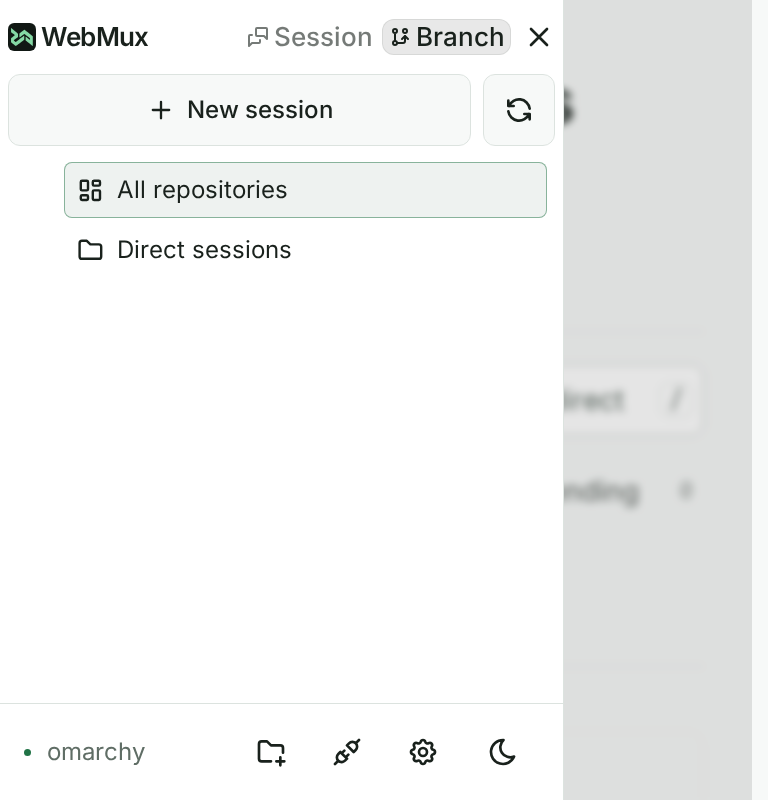 WebMux
Session
Branch
New session
All repositories
Direct sessions
omarchy